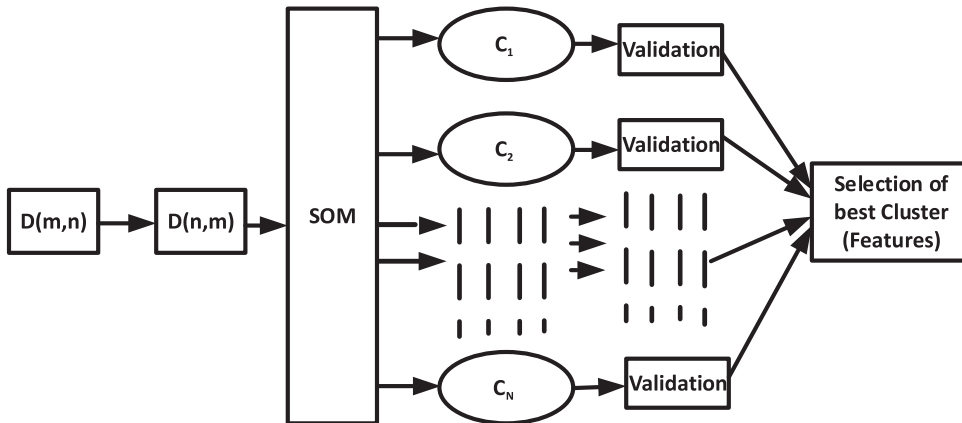 C1
Validation
C2
Validation
D(m,n)
D(n,m)
SOM
Selection of
best Cluster
(Features)
CN
Validation